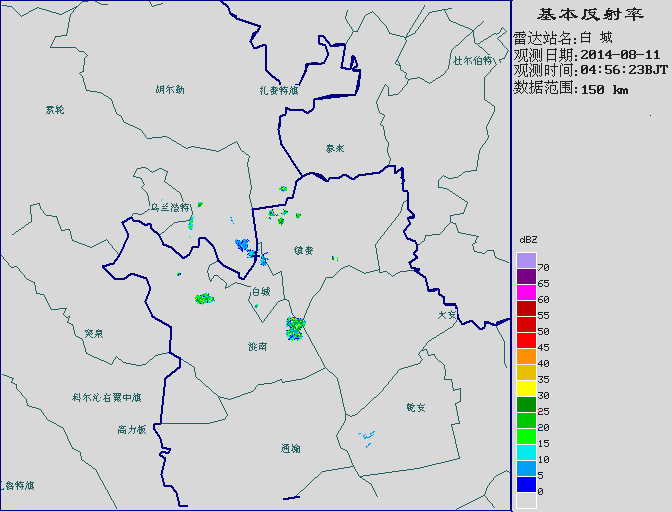 基本反射率
雷达站名:白 城
观测日期:2014-08-11
观测时间:04:56:23BJT
数据范围:150 km
杜尔伯特
胡尔勒
扎赉特旗
索轮
泰来
乌兰浩特
镇赉
白城
大安
突泉
洮南
科尔沁右翼中旗
乾安
高力板
通榆
鲁特旗
dBZ
70
65
60
55
50
45
40
35
30
25
20
15
10
5
0